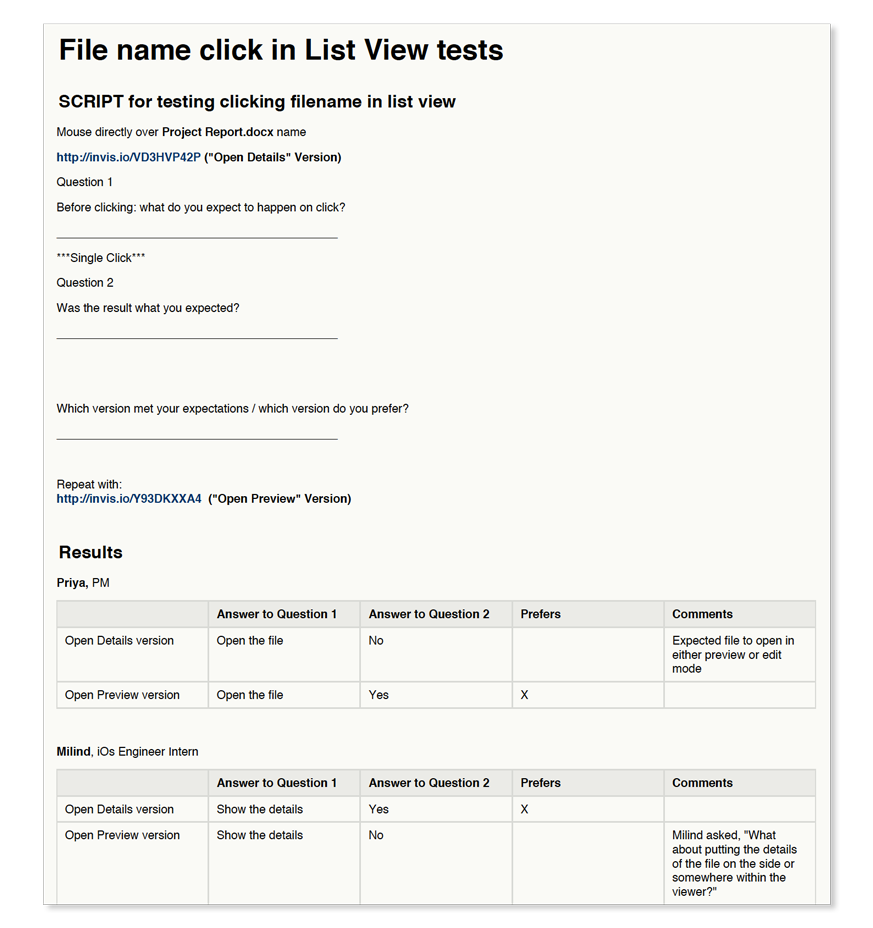 File name click in List View tests
SCRIPT for testing clicking filename in list view
Mouse directly over Project Report.docx name
http://invis.io/VD3HVP42P ("Open Details" Version)
Question 1
Before clicking: what do you expect to happen on click?
***Single Click***
Question 2
Was the result what you expected?
Which version met your expectations / which version do you prefer?
Repeat with:
http://invis.io/Y93DKXXA4 ("Open Preview" Version)
Results
Priya, PM
Answer to Question 1 Answer to Question 2 Prefers Comments
Open Details version Open the file No Expected file to open in
either preview or edit
mode
Open Preview version Open the file Yes X
Milind, iOs Engineer Intern
Answer to Question 1 Answer to Question 2 Prefers Comments
Open Details version Show the details Yes X
Open Preview version Show the details No Milind asked, "What
about putting the details
of the file on the side or
somewhere within the
viewer?"